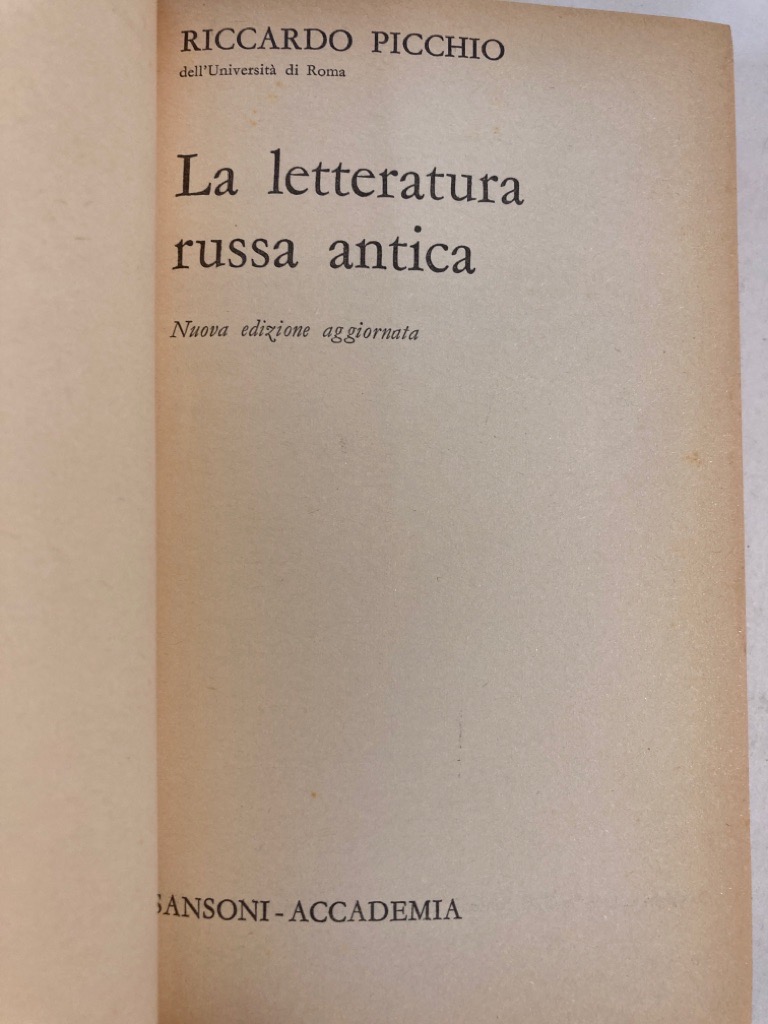 RICCARDO PICCHIO
dell'Università di Roma
La letteratura
russa antica
Nuova edizione aggiornata
SANSONI-ACCADEMIA